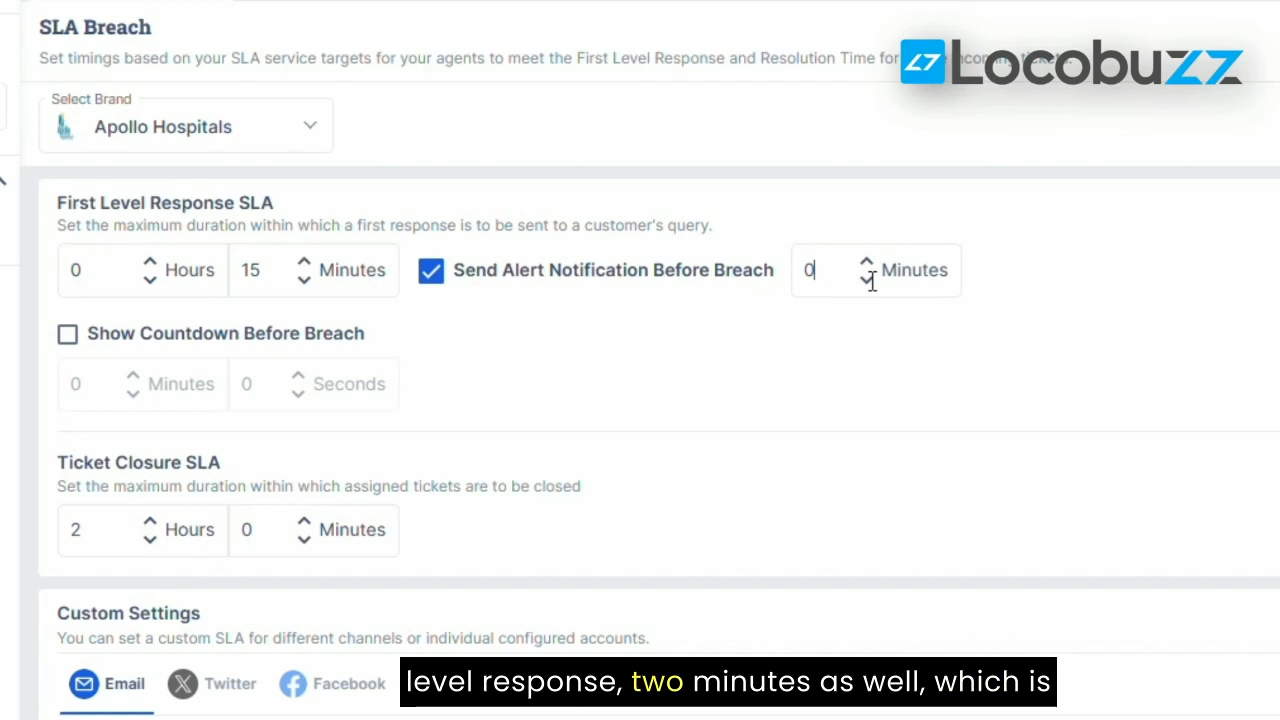 SLA Breach
Locobuzz
Set timings based on your SLA service targets for your agents to meet the First Level Response and Resolution Time for
Select Brand
Apollo Hospitals
First Level Response SLA
Set the maximum duration within which a first response is to be sent to a customer's query.
0 Hours 15 Minutes Send Alert Notification Before Breach 0 Minutes
Show Countdown Before Breach
0 Minutes 0 Seconds
Ticket Closure SLA
Set the maximum duration within which assigned tickets are to be closed
2 Hours 0 Minutes
Custom Settings
You can set a custom SLA for different channels or individual configured accounts.
Email Twitter Facebook
level response, two minutes as well, which is